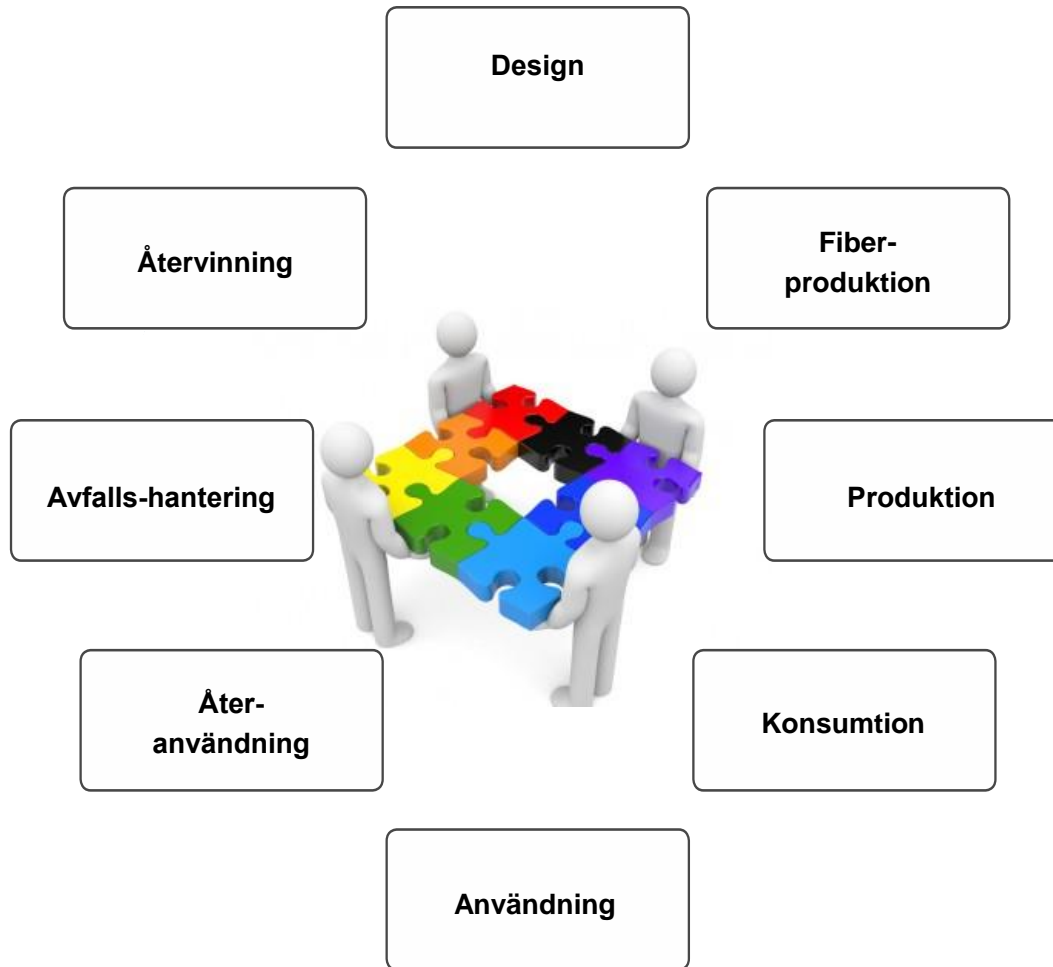 Design
Återvinning
Fiber-
produktion
Avfalls-hantering
Produktion
Åter-
användning
Konsumtion
Användning